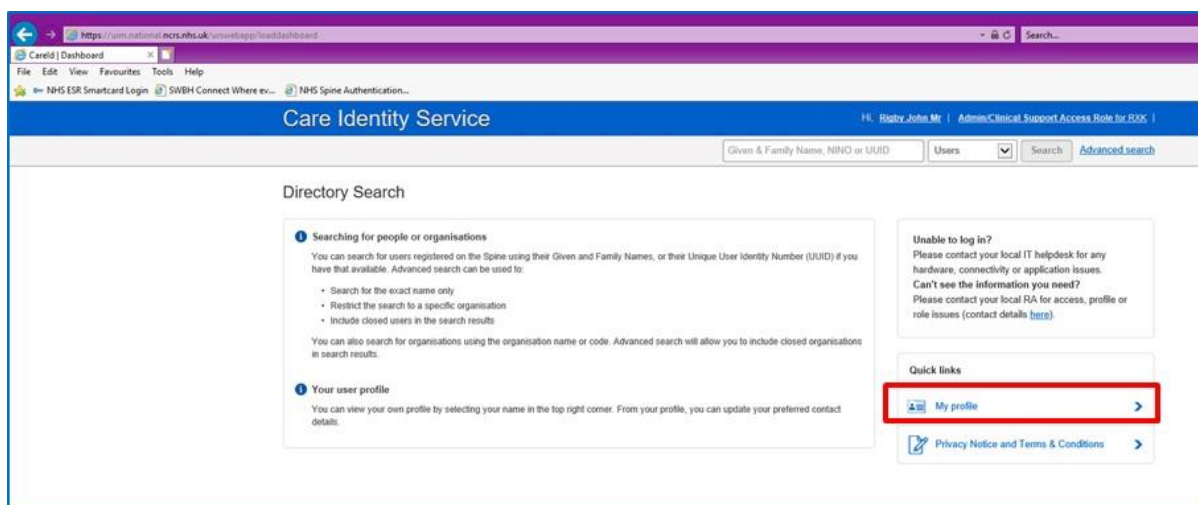 https://uim.national.ncrs.nhs.uk/uimwebapp/loaddashboard
Search...
CareId | Dashboard
File Edit View Favourites Tools Help
NHS ESR Smartcard Login SWBH Connect Where ev... NHS Spine Authentication...
Care Identity Service
Hi, Rigby John Mr | Admin/Clinical Support Access Role for RXK |
Given & Family Name, NINO or UUID Users Search Advanced search
Directory Search
Searching for people or organisations
You can search for users registered on the Spine using their Given and Family Names, or their Unique User Identity Number (UUID) if you
have that available. Advanced search can be used to:
• Search for the exact name only
• Restrict the search to a specific organisation
• Include closed users in the search results
You can also search for organisations using the organisation name or code. Advanced search will allow you to include closed organisations
in search results.
Your user profile
You can view your own profile by selecting your name in the top right corner. From your profile, you can update your preferred contact
details.
Unable to log in?
Please contact your local IT helpdesk for any
hardware, connectivity or application issues.
Can't see the information you need?
Please contact your local RA for access, profile or
role issues (contact details here).
Quick links
My profile
Privacy Notice and Terms & Conditions